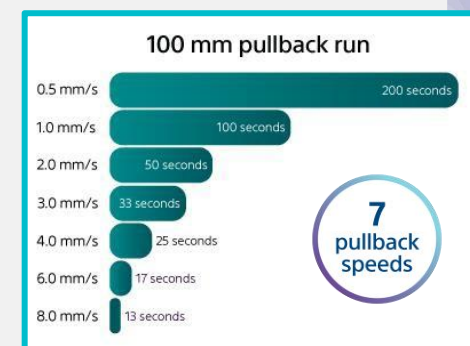 100 mm pullback run
0.5 mm/s 200 seconds
1.0 mm/s 100 seconds
2.0 mm/s 50 seconds
3.0 mm/s 33 seconds
4.0 mm/s 25 seconds
6.0 mm/s 17 seconds
8.0 mm/s 13 seconds
7
pullback
speeds